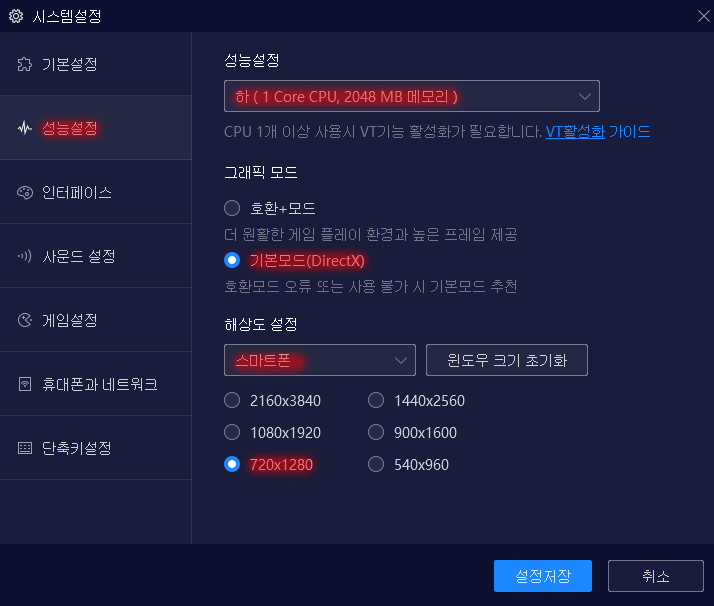 시스템설정
기본설정
성능설정
인터페이스
사운드 설정
게임설정
휴대폰과 네트워크
단축키설정
성능설정
하 ( 1 Core CPU, 2048 MB 메모리 )
CPU 1개 이상 사용시 VT기능 활성화가 필요합니다. VT활성화 가이드
그래픽 모드
호환+모드
더 원활한 게임 플레이 환경과 높은 프레임 제공
기본모드(DirectX)
호환모드 오류 또는 사용 불가 시 기본모드 추천
해상도 설정
스마트폰 윈도우 크기 초기화
2160x3840 1440x2560
1080x1920 900x1600
720x1280 540x960
설정저장 취소